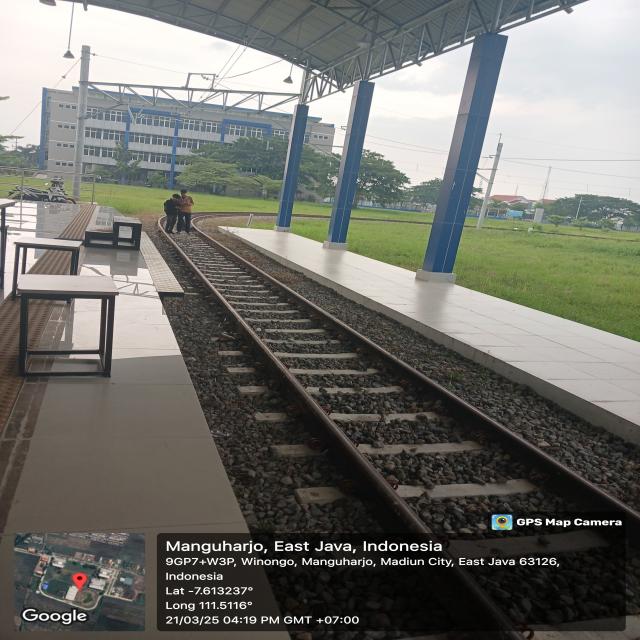 GPS Map Camera
Manguharjo, East Java, Indonesia
9GP7+W3P, Winongo, Manguharjo, Madiun City, East Java 63126,
Indonesia
Lat -7.613237°
Long 111.5116°
21/03/25 04:19 PM GMT +07:00
Google